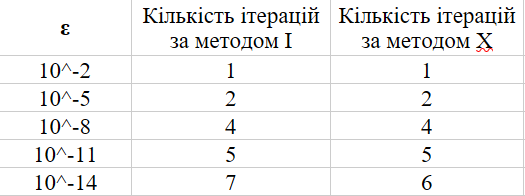 ε Кількість ітерацій за методом I Кількість ітерацій за методом X
10^-2 1 1
10^-5 2 2
10^-8 4 4
10^-11 5 5
10^-14 7 6